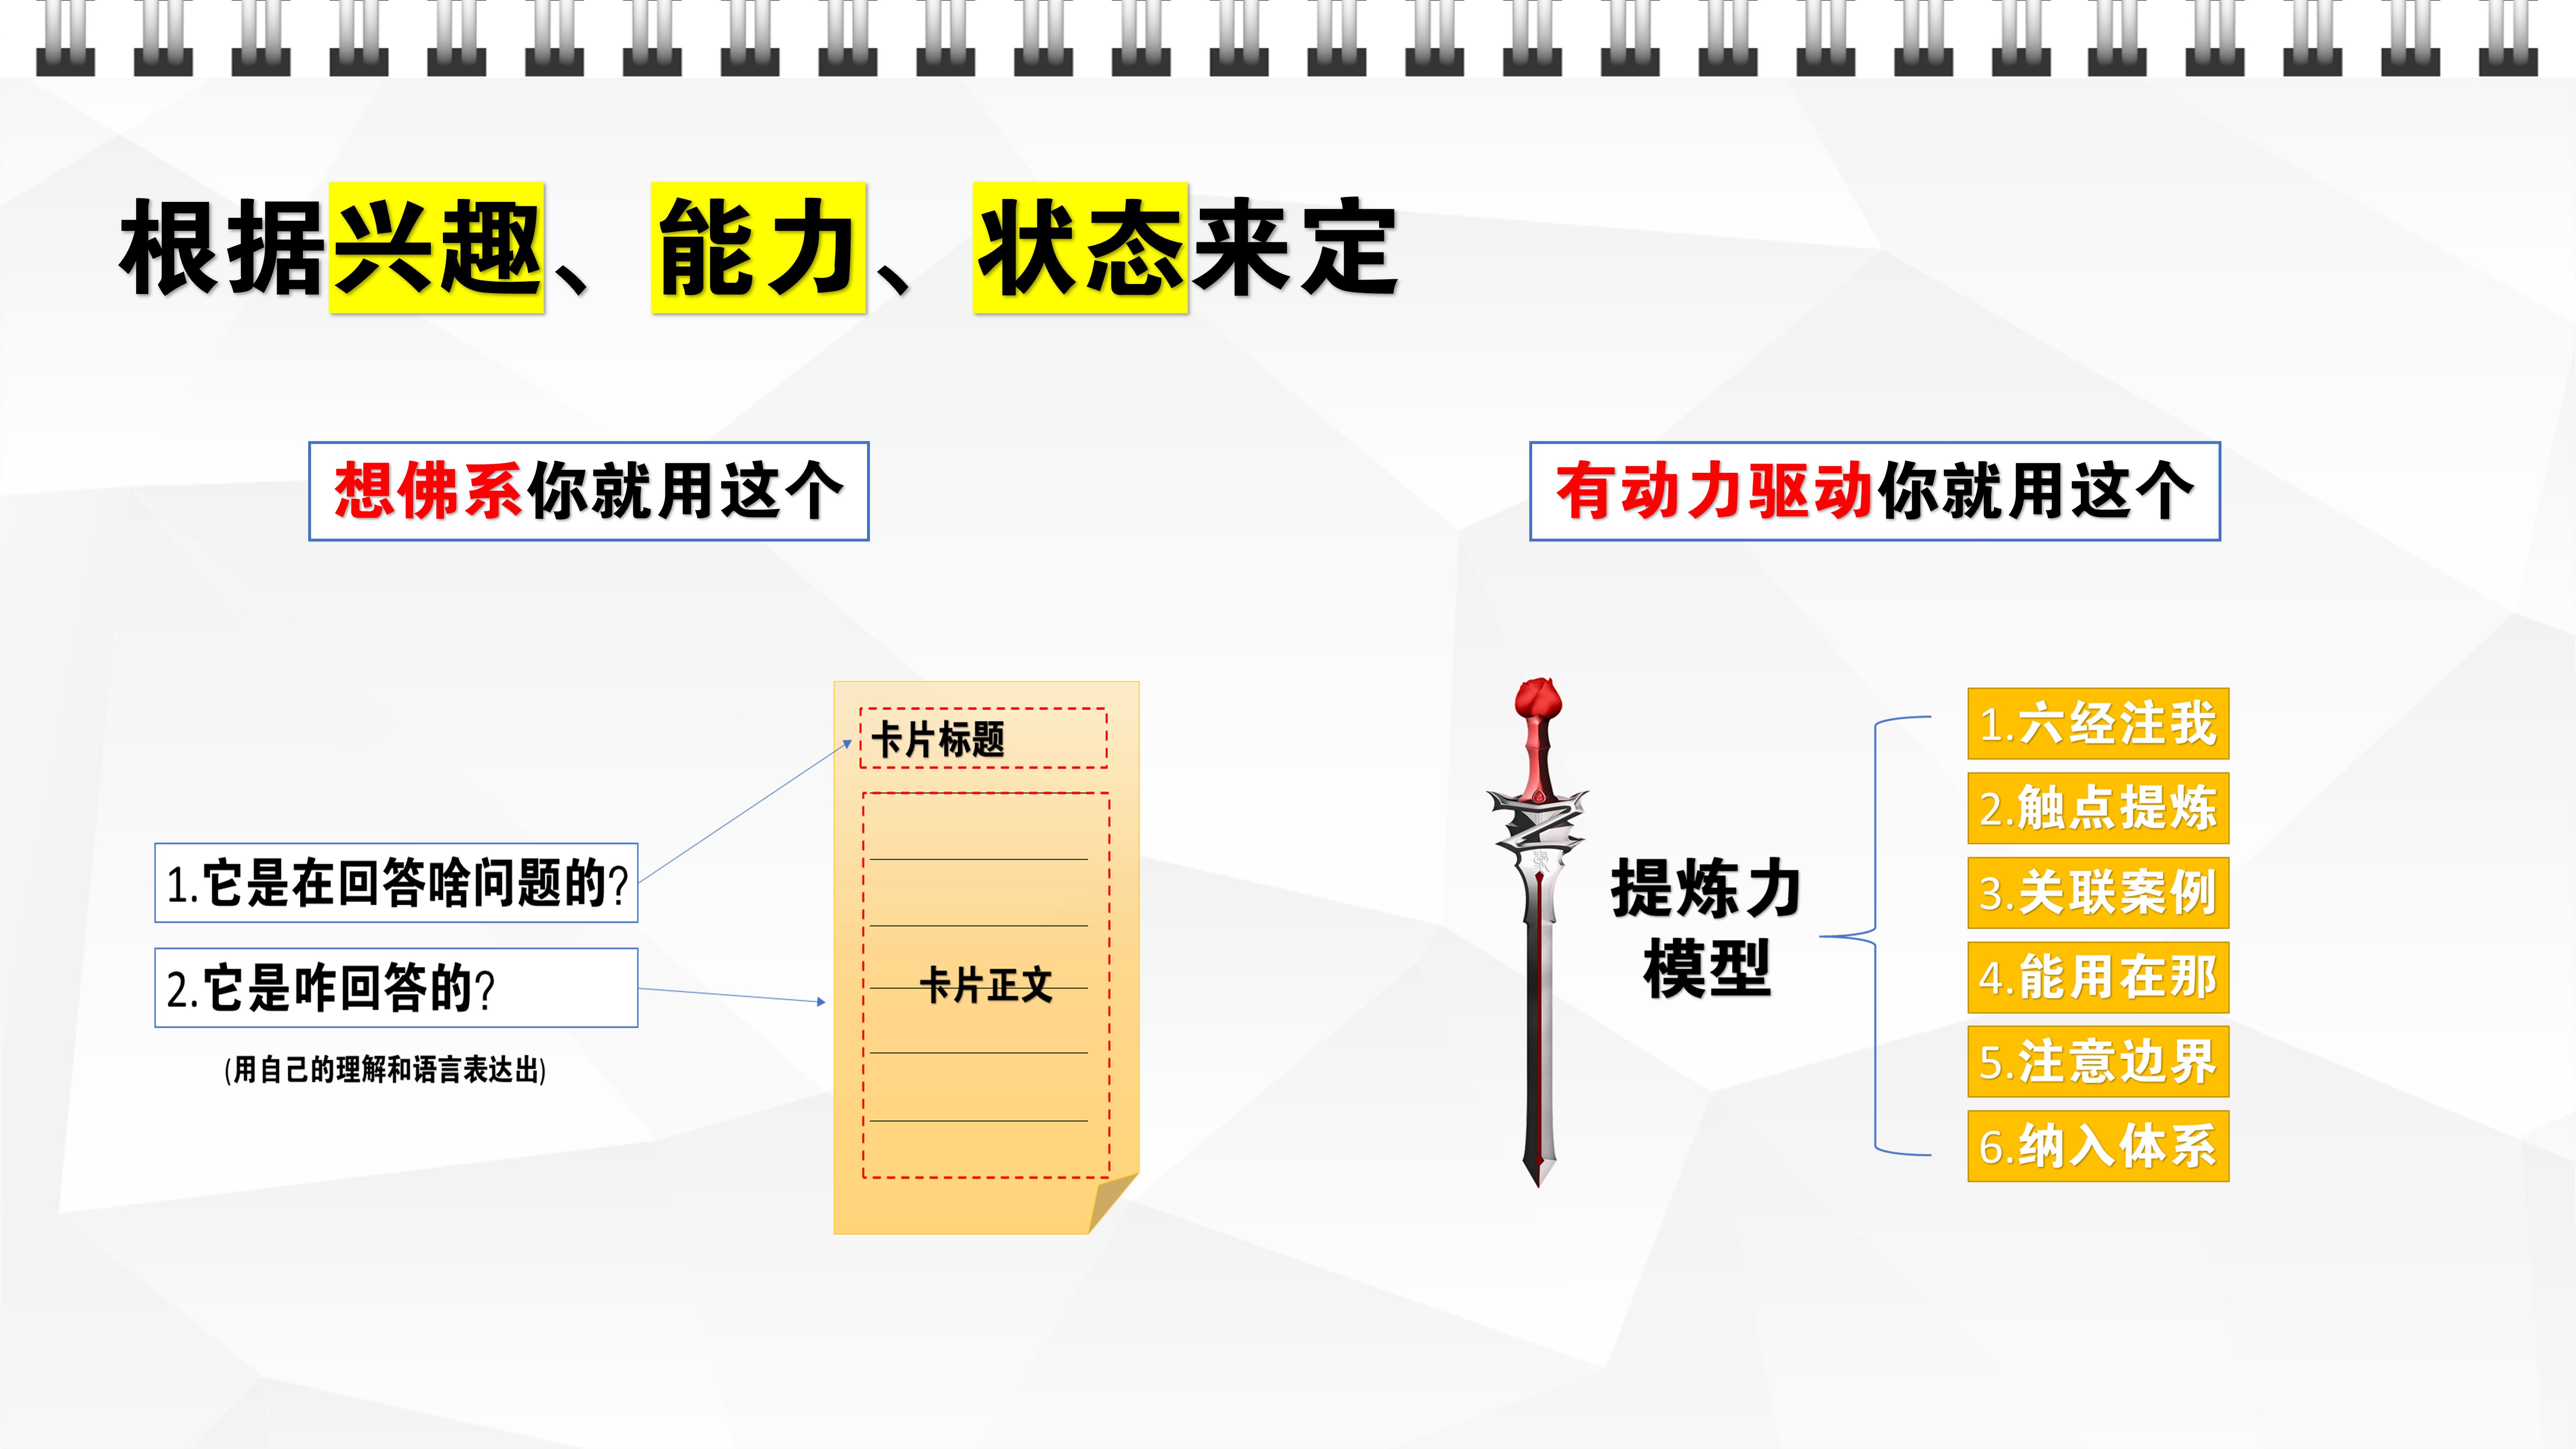 根据兴趣、能力、状态来定
想佛系你就用这个
1.它是在回答啥问题的?
2.它是咋回答的?
(用自己的理解和语言表达出)
卡片标题
卡片正文
有动力驱动你就用这个
提炼力
模型
1.六经注我
2.触点提炼
3.关联案例
4.能用在那
5.注意边界
6.纳入体系